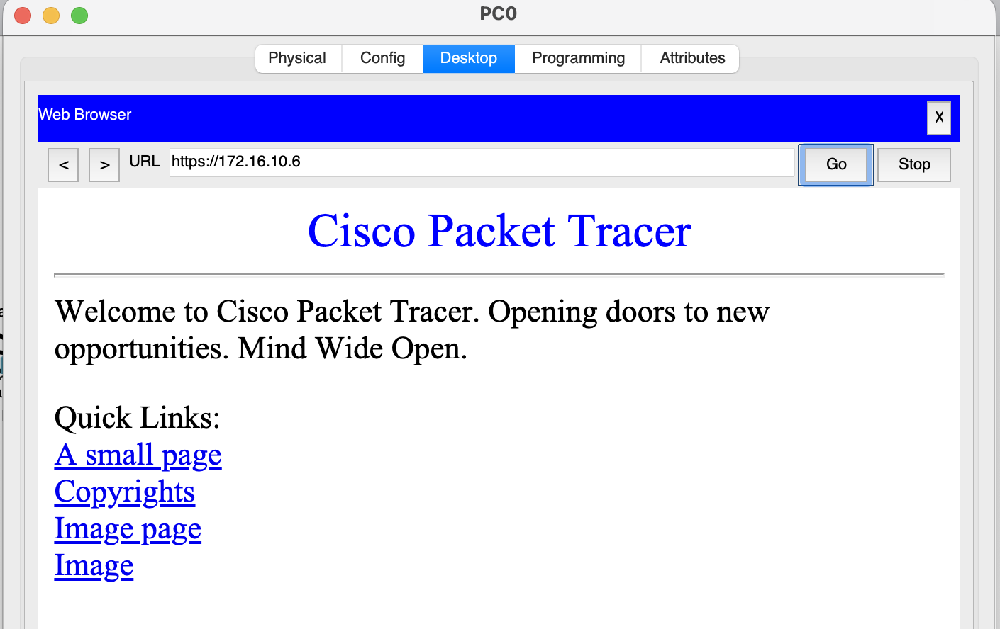 PC0
Physical Config Desktop Programming Attributes
Web Browser X
< > URL https://172.16.10.6 Go Stop
Cisco Packet Tracer
Welcome to Cisco Packet Tracer. Opening doors to new
opportunities. Mind Wide Open.
Quick Links:
A small page
Copyrights
Image page
Image